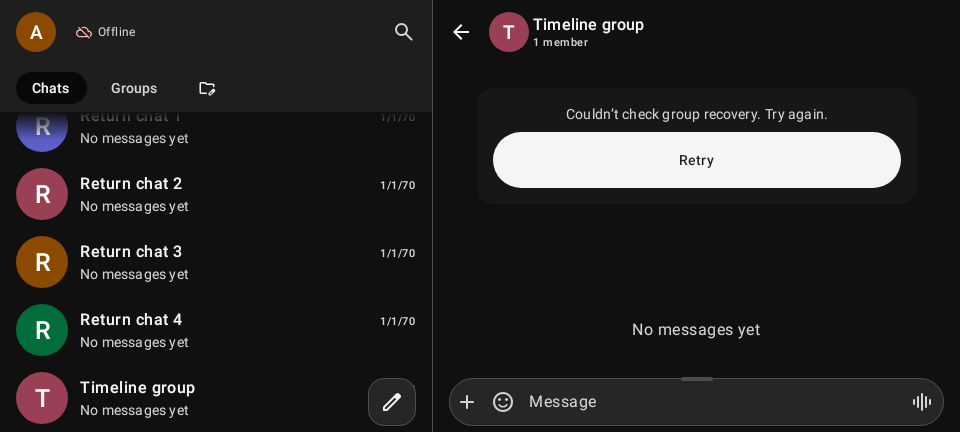 A
Offline
Chats
Groups
R
Return chat 1
1/1/70
No messages yet
R
Return chat 2
1/1/70
No messages yet
R
Return chat 3
1/1/70
No messages yet
R
Return chat 4
1/1/70
No messages yet
T
Timeline group
No messages yet
T
Timeline group
1 member
Couldn’t check group recovery. Try again.
Retry
No messages yet
Message